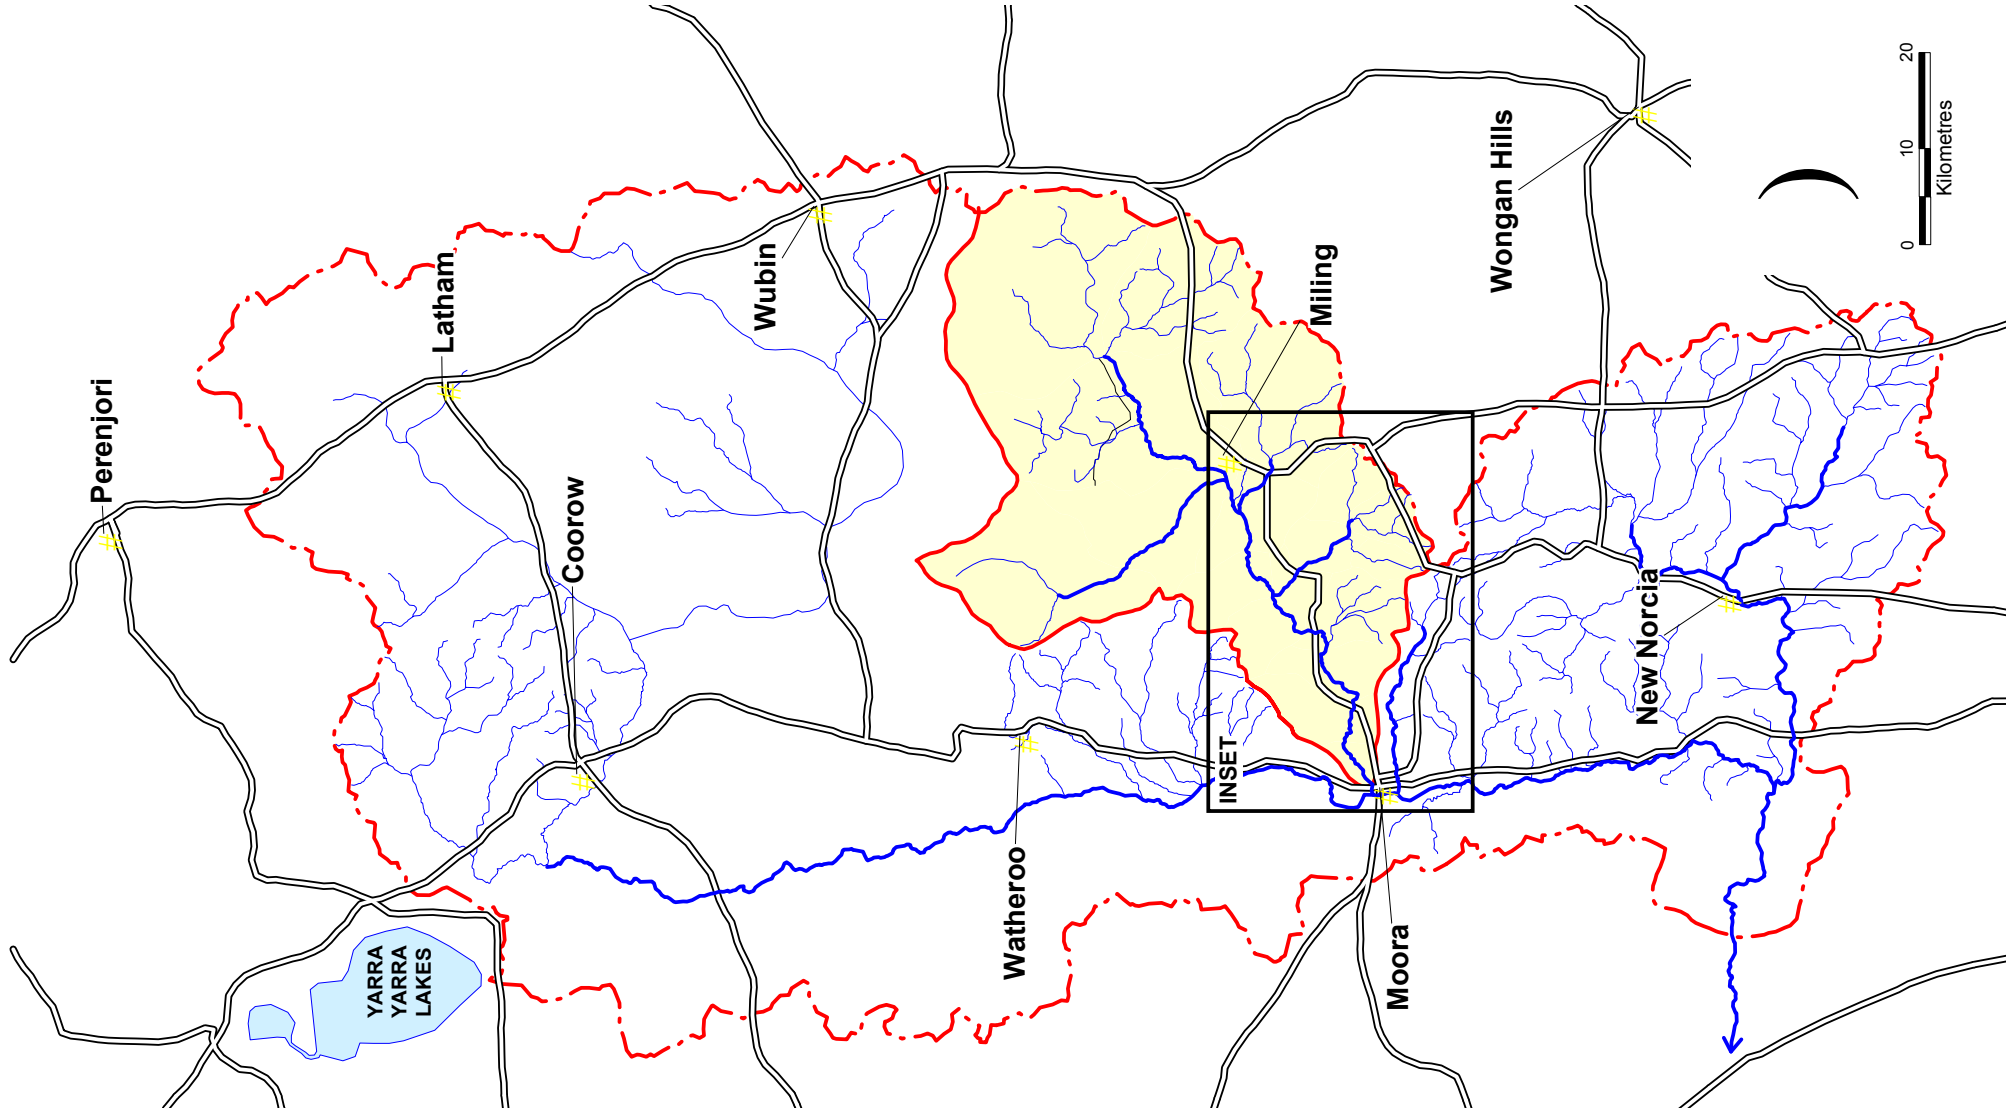 Perenjori
Latham
Wubin
Coorow
Miling
Wongan Hills
New Norcia
Watheroo
Moora
INSET
YARRA
YARRA
LAKES
0 10 20
Kilometres